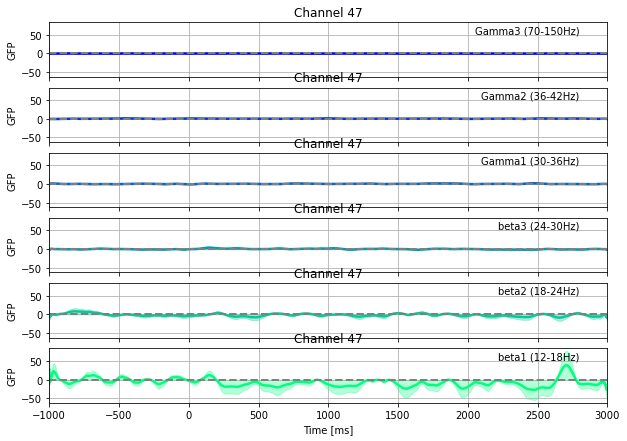 Channel 47
Gamma3 (70-150Hz)
GFP
50
0
−50
Channel 47
Gamma2 (36-42Hz)
GFP
50
0
−50
Channel 47
Gamma1 (30-36Hz)
GFP
50
0
−50
Channel 47
beta3 (24-30Hz)
GFP
50
0
−50
Channel 47
beta2 (18-24Hz)
GFP
50
0
−50
Channel 47
beta1 (12-18Hz)
GFP
50
0
−50
−1000 −500 0 500 1000 1500 2000 2500 3000
Time [ms]